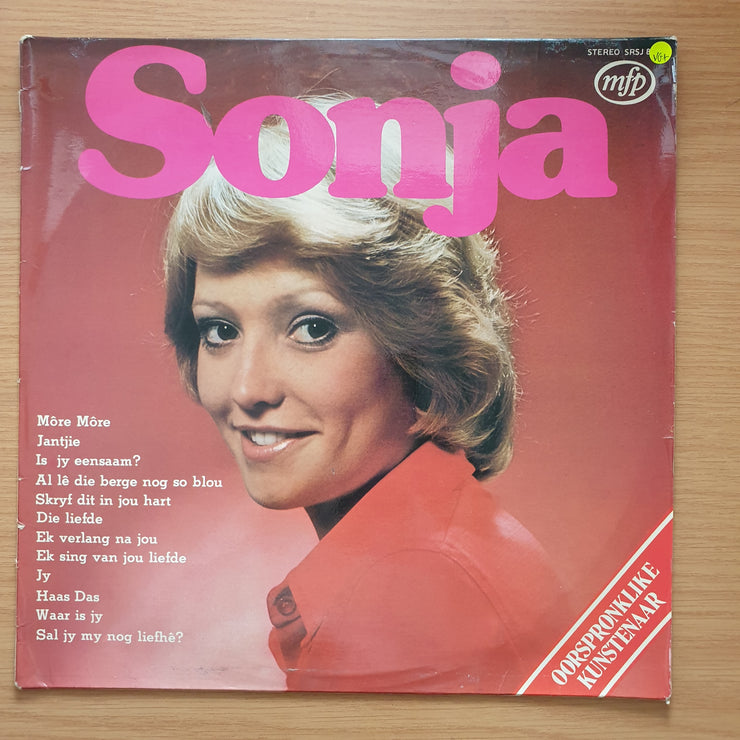 STEREO SRSJ
VG+
mfp
Sonja
Môre Môre
Jantjie
Is jy eensaam?
Al lê die berge nog so blou
Skryf dit in jou hart
Die liefde
Ek verlang na jou
Ek sing van jou liefde
Jy
Haas Das
Waar is jy
Sal jy my nog liefhê?
OORSPRONKLIKE
KUNSTENAAR